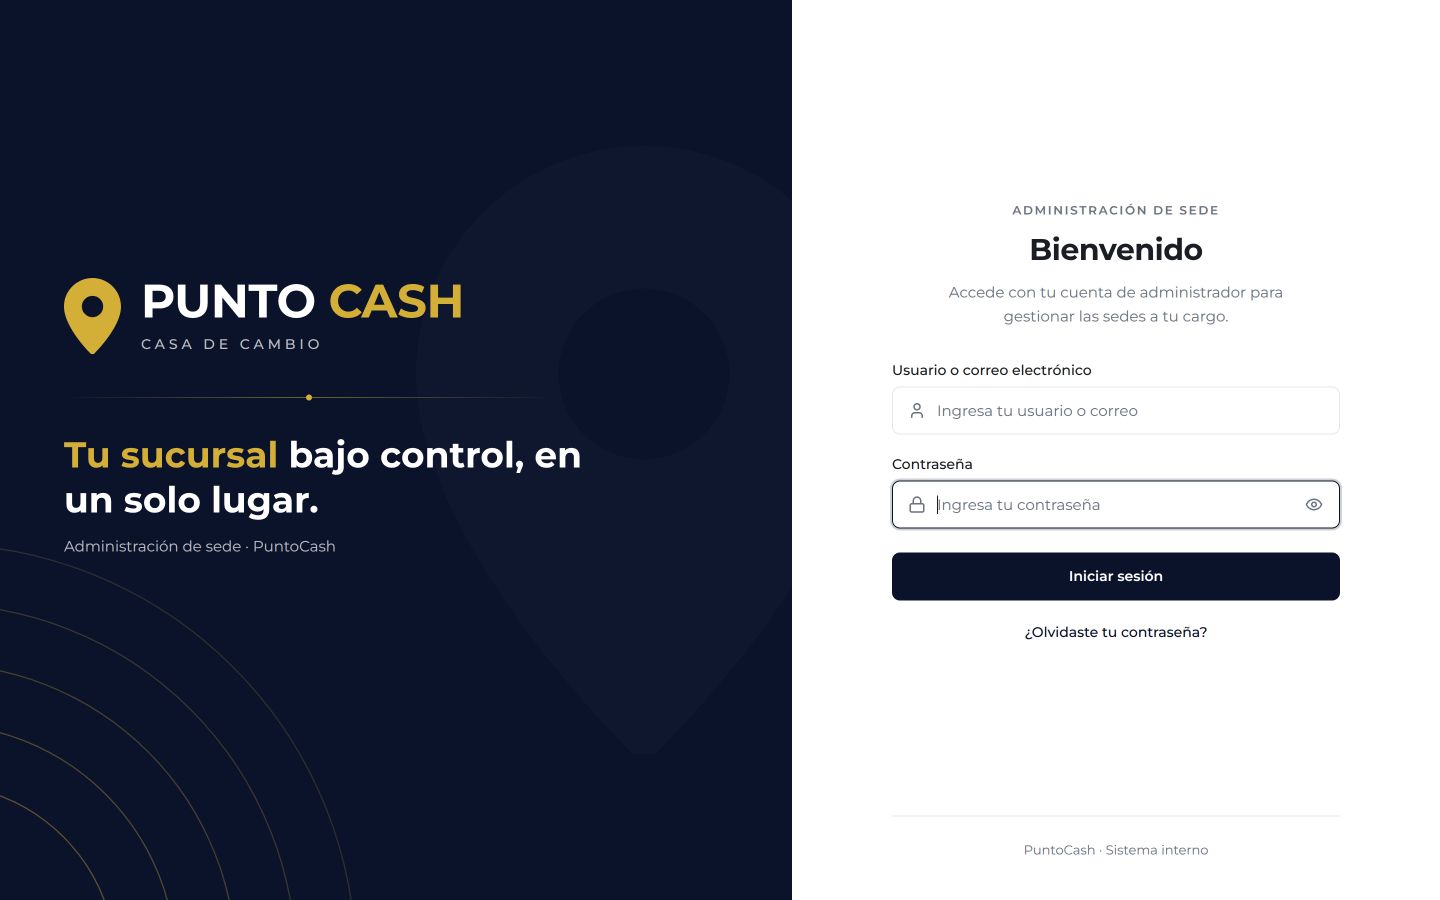 PUNTO CASH
CASA DE CAMBIO
Tu sucursal bajo control, en
un solo lugar.
Administración de sede · PuntoCash
ADMINISTRACIÓN DE SEDE
Bienvenido
Accede con tu cuenta de administrador para
gestionar las sedes a tu cargo.
Usuario o correo electrónico
Ingresa tu usuario o correo
Contraseña
Ingresa tu contraseña
Iniciar sesión
¿Olvidaste tu contraseña?
PuntoCash · Sistema interno